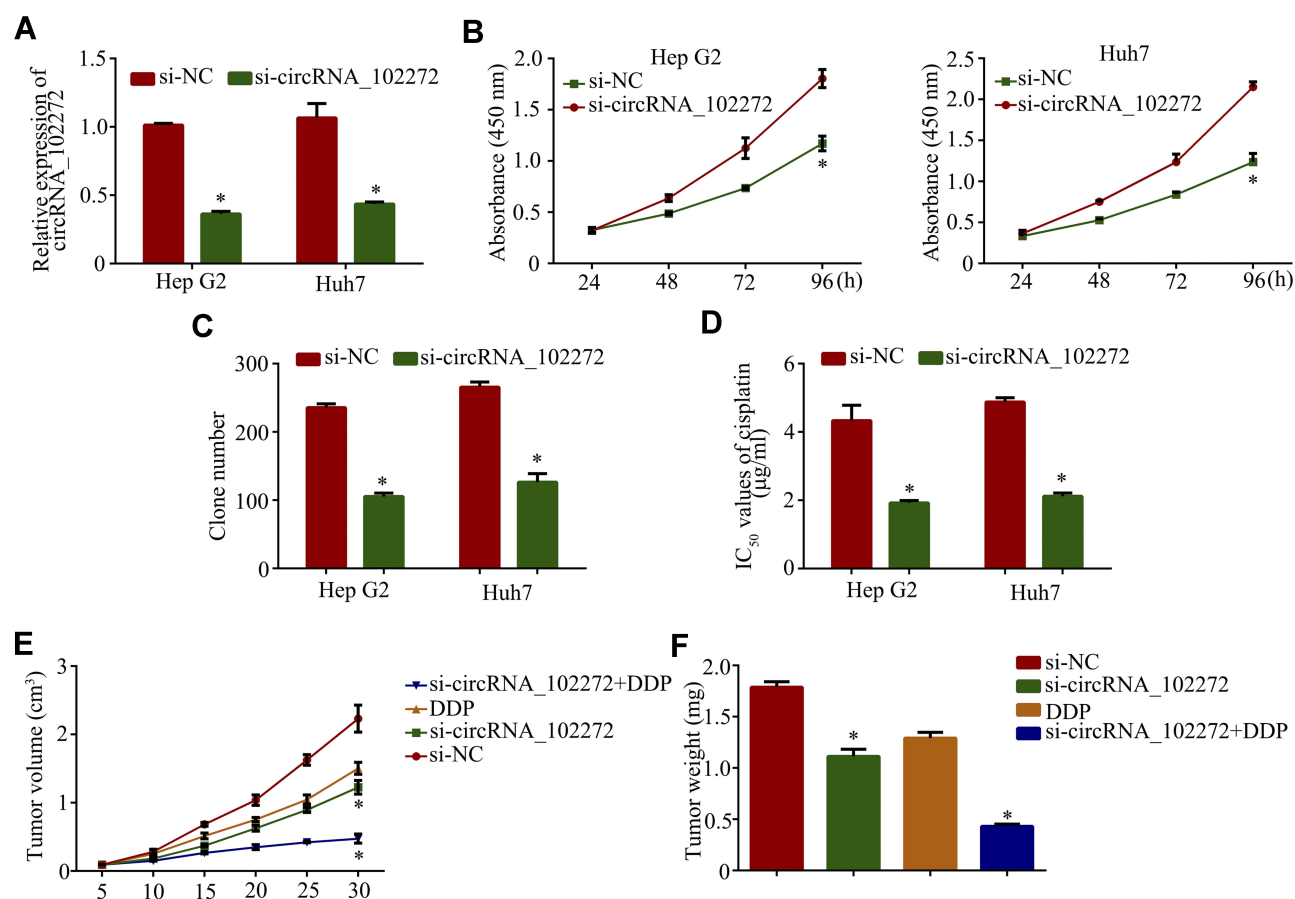 A
Relative expression of
circRNA_102272
si-NC
si-circRNA_102272
1.5
1.0
0.5
0
*
*
Hep G2
Huh7
B
Hep G2
Absorbance (450 nm)
si-NC
si-circRNA_102272
2.0
1.5
1.0
0.5
0
*
24 48 72 96 (h)
Huh7
Absorbance (450 nm)
si-NC
si-circRNA_102272
2.5
2.0
1.5
1.0
0.5
0
*
24 48 72 96 (h)
C
Clone number
si-NC
si-circRNA_102272
300
200
100
0
*
*
Hep G2
Huh7
D
IC50 values of cisplatin
(μg/ml)
si-NC
si-circRNA_102272
6
4
2
0
*
*
Hep G2
Huh7
E
Tumor volume (cm³)
3
2
1
0
si-circRNA_102272+DDP
DDP
si-circRNA_102272
si-NC
*
*
5 10 15 20 25 30
F
Tumor weight (mg)
2.0
1.5
1.0
0.5
0
*
*
si-NC
si-circRNA_102272
DDP
si-circRNA_102272+DDP